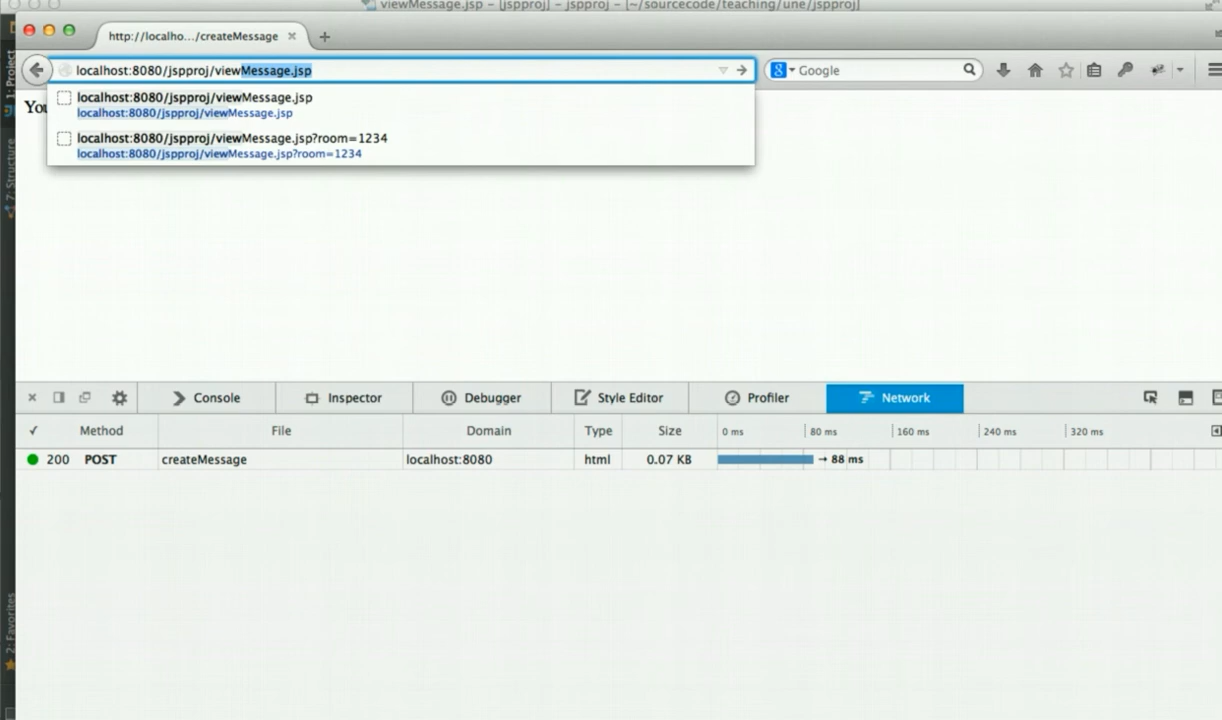 viewMessage.jsp - [jspproj] - jspproj - [~/sourcecode/teaching/une/jspproj]
http://localho.../createMessage
1: Project
localhost:8080/jspproj/viewMessage.jsp
Google
You
localhost:8080/jspproj/viewMessage.jsp
localhost:8080/jspproj/viewMessage.jsp
localhost:8080/jspproj/viewMessage.jsp?room=1234
localhost:8080/jspproj/viewMessage.jsp?room=1234
7: Structure
Console Inspector Debugger Style Editor Profiler Network
✓ Method File Domain Type Size 0 ms 80 ms 160 ms 240 ms 320 ms
200 POST createMessage localhost:8080 html 0.07 KB → 88 ms
2: Favorites